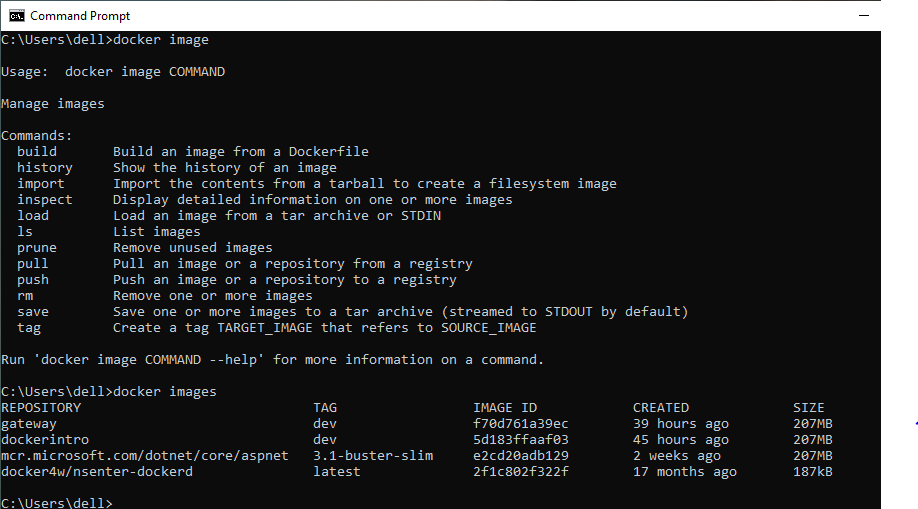 Command Prompt
C:\Users\dell>docker image
Usage:  docker image COMMAND
Manage images
Commands:
  build       Build an image from a Dockerfile
  history     Show the history of an image
  import      Import the contents from a tarball to create a filesystem image
  inspect     Display detailed information on one or more images
  load        Load an image from a tar archive or STDIN
  ls          List images
  prune       Remove unused images
  pull        Pull an image or a repository from a registry
  push        Push an image or a repository to a registry
  rm          Remove one or more images
  save        Save one or more images to a tar archive (streamed to STDOUT by default)
  tag         Create a tag TARGET_IMAGE that refers to SOURCE_IMAGE
Run 'docker image COMMAND --help' for more information on a command.
C:\Users\dell>docker images
REPOSITORY                             TAG                 IMAGE ID            CREATED             SIZE
gateway                                dev                 f70d761a39ec        39 hours ago        207MB
dockerintro                            dev                 5d183ffaaf03        45 hours ago        207MB
mcr.microsoft.com/dotnet/core/aspnet   3.1-buster-slim     e2cd20adb129        2 weeks ago         207MB
docker4w/nsenter-dockerd               latest              2f1c802f322f        17 months ago       187kB
C:\Users\dell>